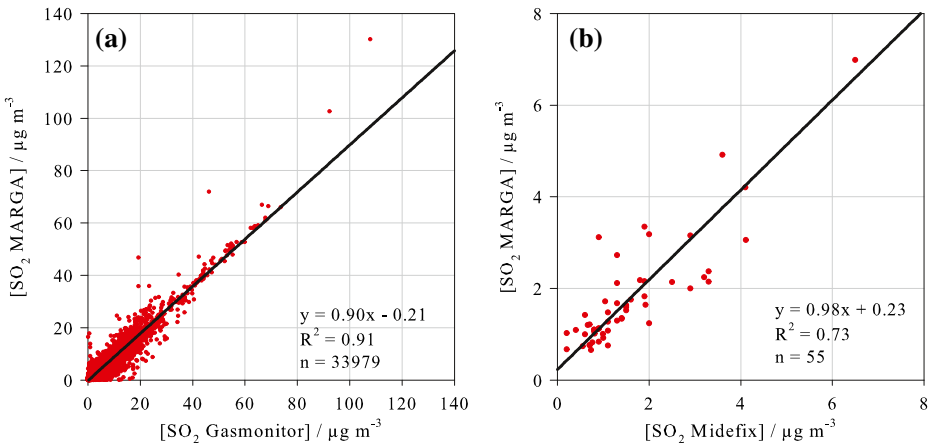 (a)
[SO₂ MARGA] / µg m⁻³
140
120
100
80
60
40
20
0
y = 0.90x - 0.21
R² = 0.91
n = 33979
0 20 40 60 80 100 120 140
[SO₂ Gasmonitor] / µg m⁻³
(b)
[SO₂ MARGA] / µg m⁻³
8
6
4
2
0
y = 0.98x + 0.23
R² = 0.73
n = 55
0 2 4 6 8
[SO₂ Midefix] / µg m⁻³